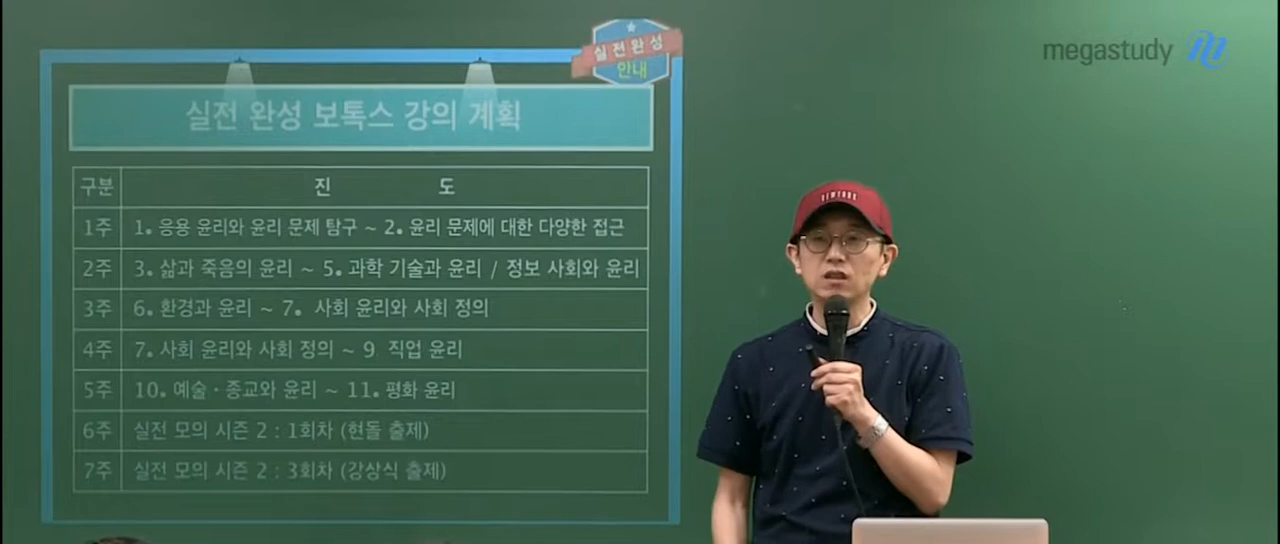 megastudy
실전완성
안내
실전 완성 보톡스 강의 계획
구분 진 도
1주 1. 응용 윤리와 윤리 문제 탐구 ~ 2. 윤리 문제에 대한 다양한 접근
2주 3. 삶과 죽음의 윤리 ~ 5. 과학 기술과 윤리 / 정보 사회와 윤리
3주 6. 환경과 윤리 ~ 7. 사회 윤리와 사회 정의
4주 7. 사회 윤리와 사회 정의 ~ 9. 직업 윤리
5주 10. 예술·종교와 윤리 ~ 11. 평화 윤리
6주 실전 모의 시즌 2 : 1회차 (현돌 출제)
7주 실전 모의 시즌 2 : 3회차 (강상식 출제)